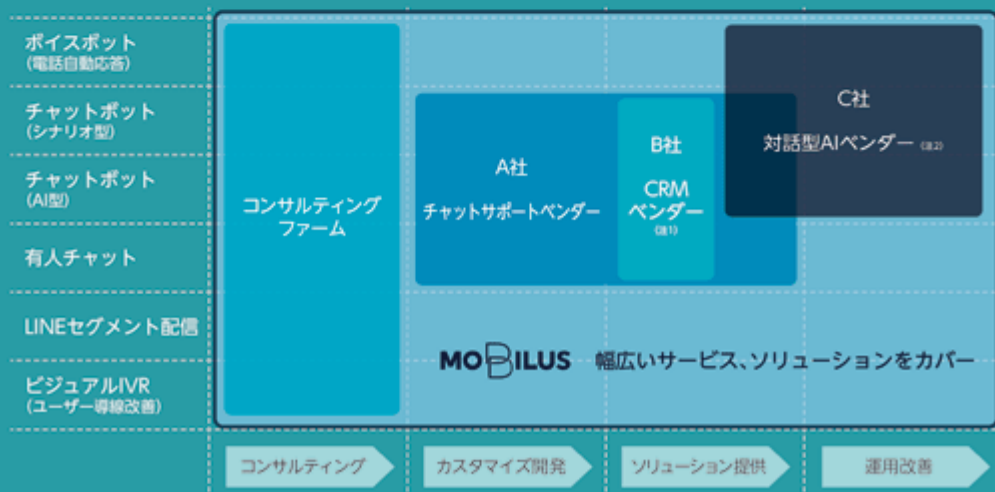 ボイスボット
(電話自動応答)
チャットボット
(シナリオ型)
チャットボット
(AI型)
有人チャット
LINEセグメント配信
ビジュアルIVR
(ユーザー導線改善)
コンサルティング
ファーム
A社
チャットサポートベンダー
B社
CRM
ベンダー
(注1)
C社
対話型AIベンダー (注2)
MOBILUS 幅広いサービス、ソリューションをカバー
コンサルティング
カスタマイズ開発
ソリューション提供
運用改善